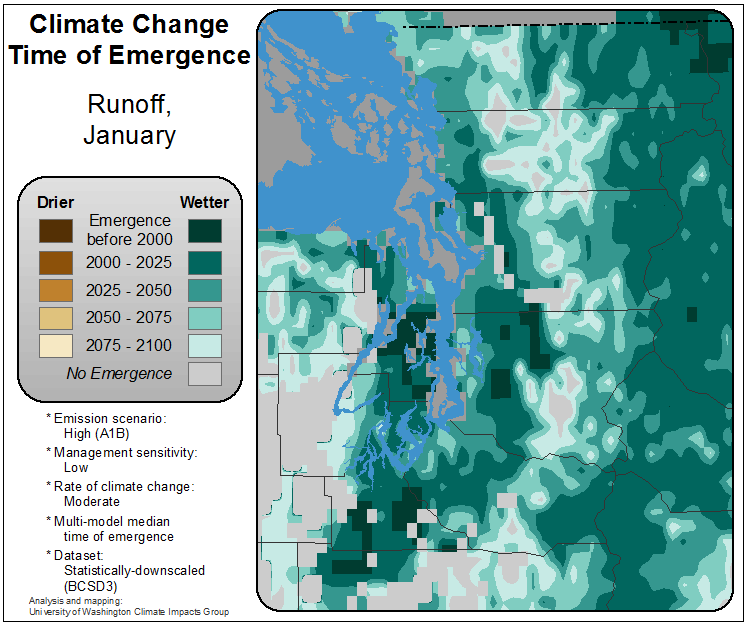 Climate Change
Time of Emergence
Runoff,
January
Drier Wetter
Emergence
before 2000
2000 - 2025
2025 - 2050
2050 - 2075
2075 - 2100
No Emergence
* Emission scenario:
High (A1B)
* Management sensitivity:
Low
* Rate of climate change:
Moderate
* Multi-model median
time of emergence
* Dataset:
Statistically-downscaled
(BCSD3)
Analysis and mapping:
University of Washington Climate Impacts Group